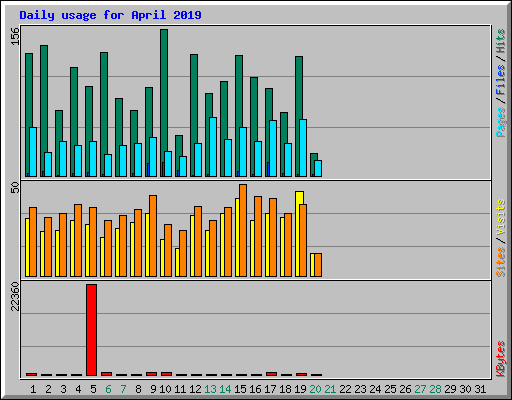 Daily usage for April 2019
156
Pages / Files / Hits
50
Sites / Visits
22360
KBytes
1 2 3 4 5 6 7 8 9 10 11 12 13 14 15 16 17 18 19 20 21 22 23 24 25 26 27 28 29 30 31